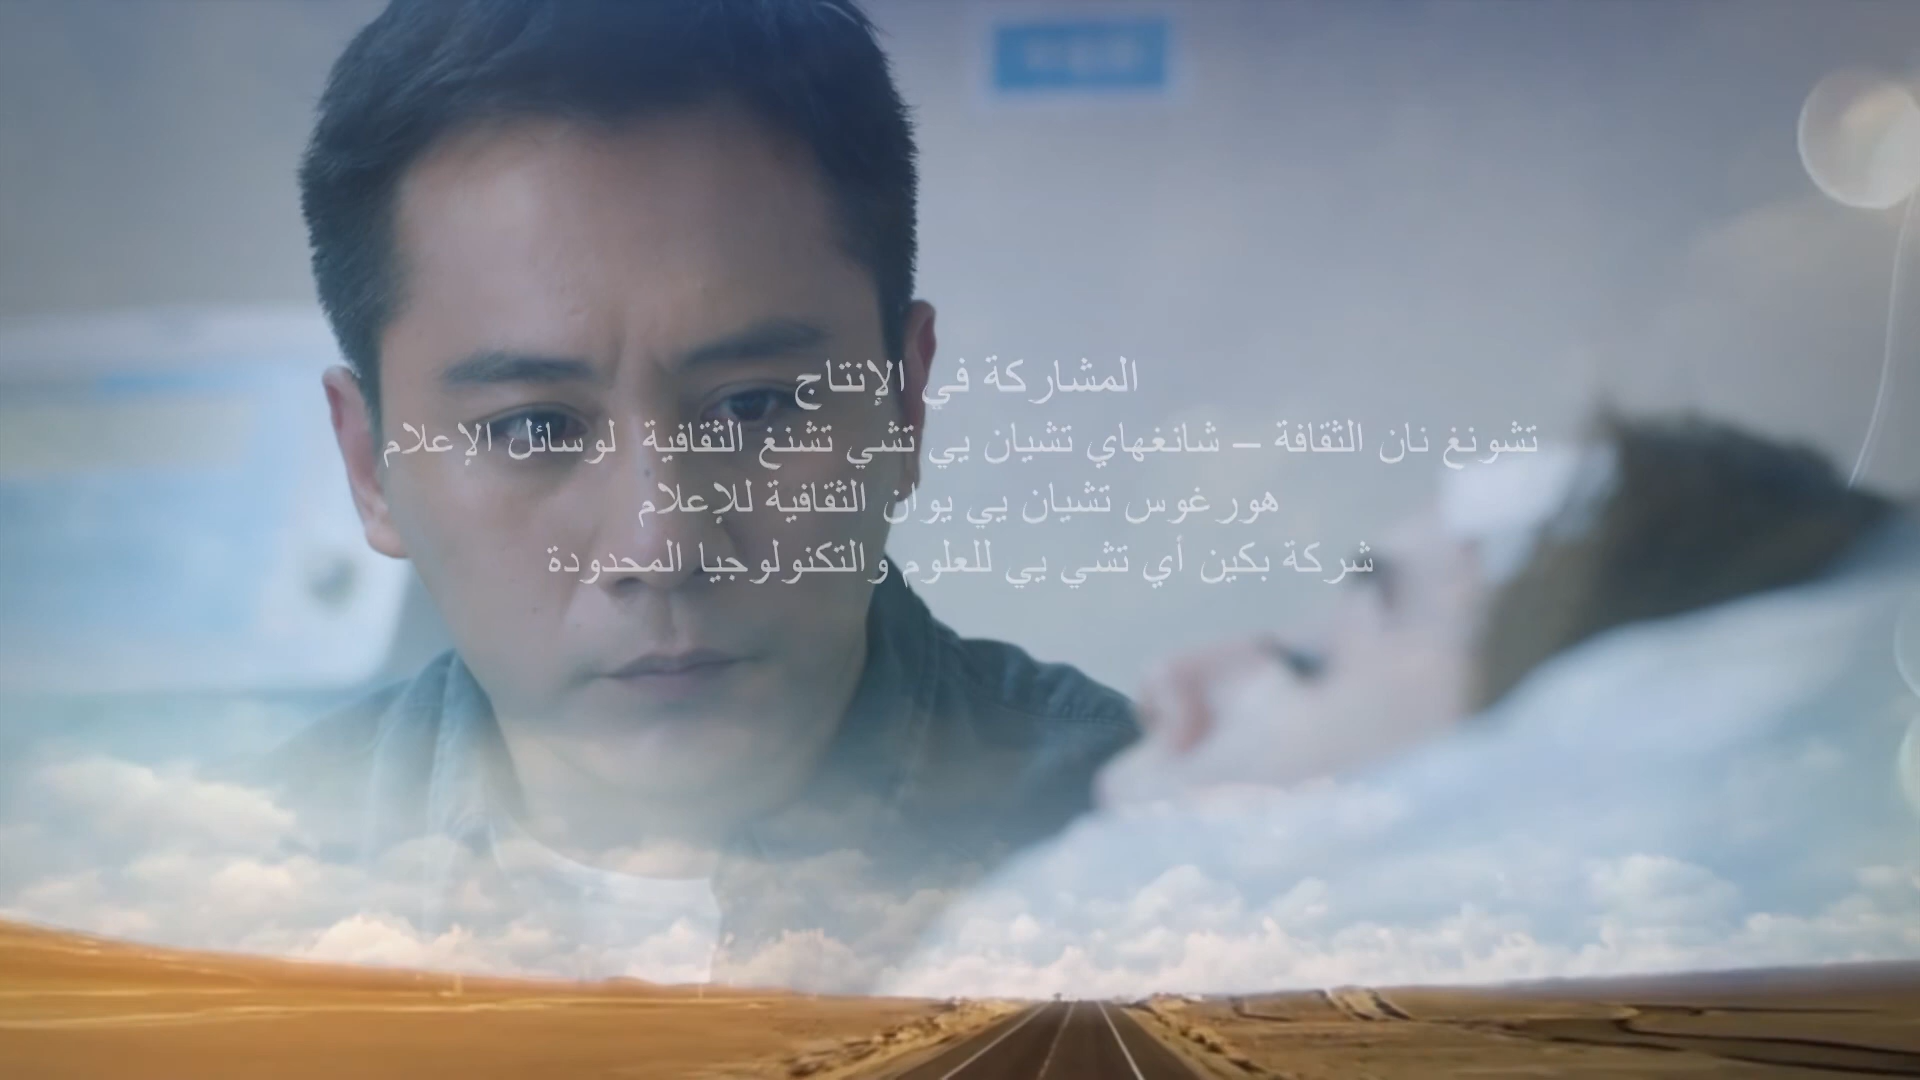 المشاركة في الإنتاج
تشونغ نان الثقافة – شانغهاي تشيان يي تشي تشنغ الثقافية لوسائل الإعلام
هورغوس تشيان يي يوان الثقافية للإعلام
شركة بكين أي تشي يي للعلوم والتكنولوجيا المحدودة